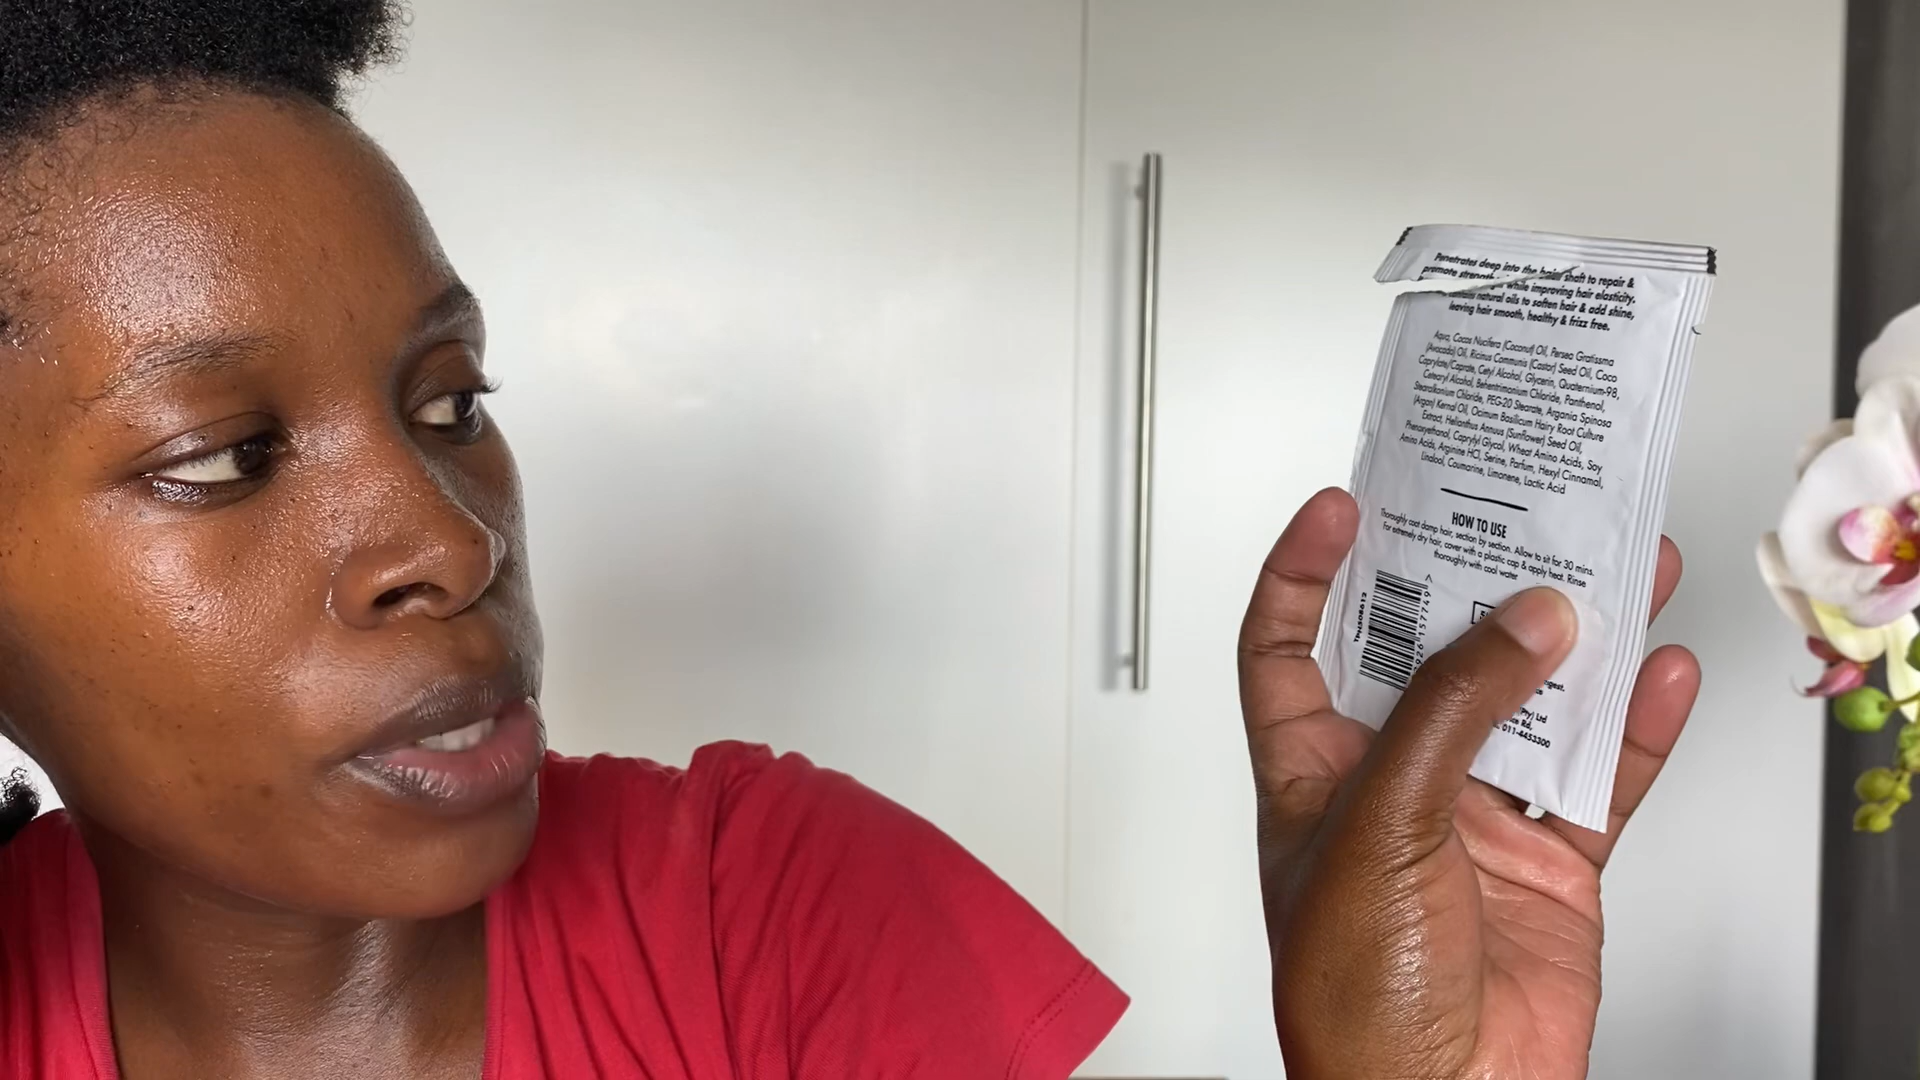 Penetrates deep into the hair shaft to repair &
promote strength while improving hair elasticity.
natural oils to soften hair & add shine,
leaving hair smooth, healthy & frizz free.
Aqua, Cocos Nucifera (Coconut) Oil, Persea Gratissma
(Avocado) Oil, Ricinus Communis (Castor) Seed Oil, Coco
Caprylate/Caprate, Cetyl Alcohol, Glycerin, Quaternium-98,
Cetearyl Alcohol, Behentrimonium Chloride, Panthenol,
Stearalkonium Chloride, PEG-20 Stearate, Argania Spinosa
(Argan) Kernal Oil, Ocimum Basilicum Hairy Root Culture
Extract, Helianthus Annuus (Sunflower) Seed Oil,
Phenoxyethanol, Caprylyl Glycol, Wheat Amino Acids, Soy
Amino Acids, Arginine HCl, Serine, Parfum, Hexyl Cinnamal,
Linalool, Coumarine, Limonene, Lactic Acid
HOW TO USE
Thoroughly coat damp hair, section by section. Allow to sit for 30 mins.
For extremely dry hair, cover with a plastic cap & apply heat. Rinse
thoroughly with cool water
(Pty) Ltd
Rd,
011-4453300